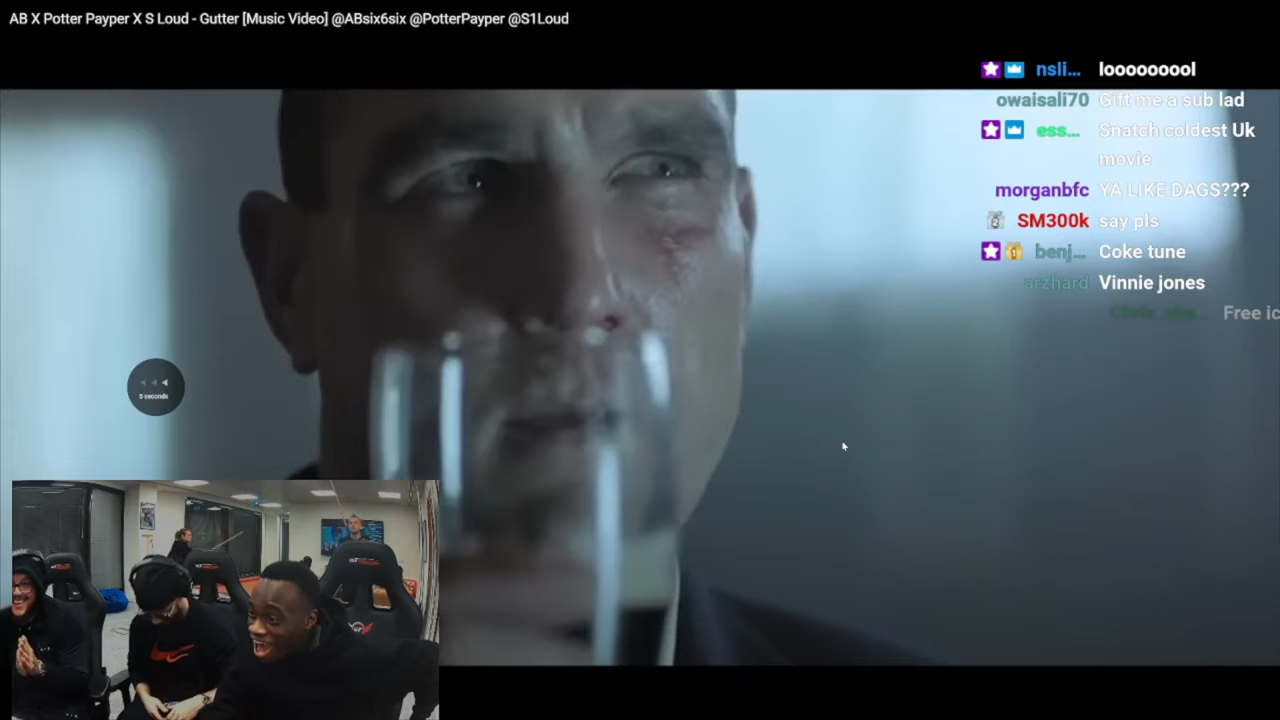 AB X Potter Payper X S Loud - Gutter [Music Video] @ABsix6six @PotterPayper @S1Loud
nsli... looooooool
owaisali70 Gift me a sub lad
ess... Snatch coldest Uk
movie
morganbfc YA LIKE DAGS???
SM300k say pls
benj... Coke tune
arzhard Vinnie jones
Free ic
5 seconds